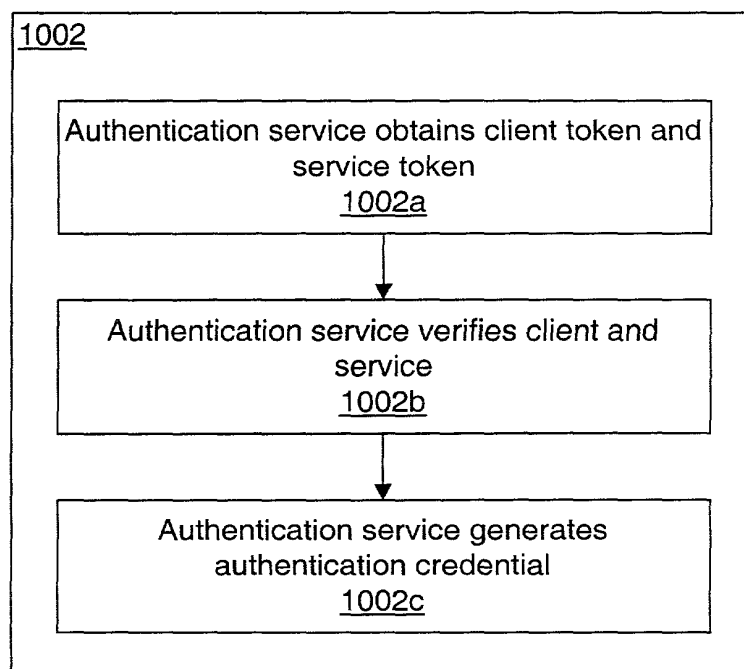 1002
Authentication service obtains client token and
service token
1002a
Authentication service verifies client and
service
1002b
Authentication service generates
authentication credential
1002c